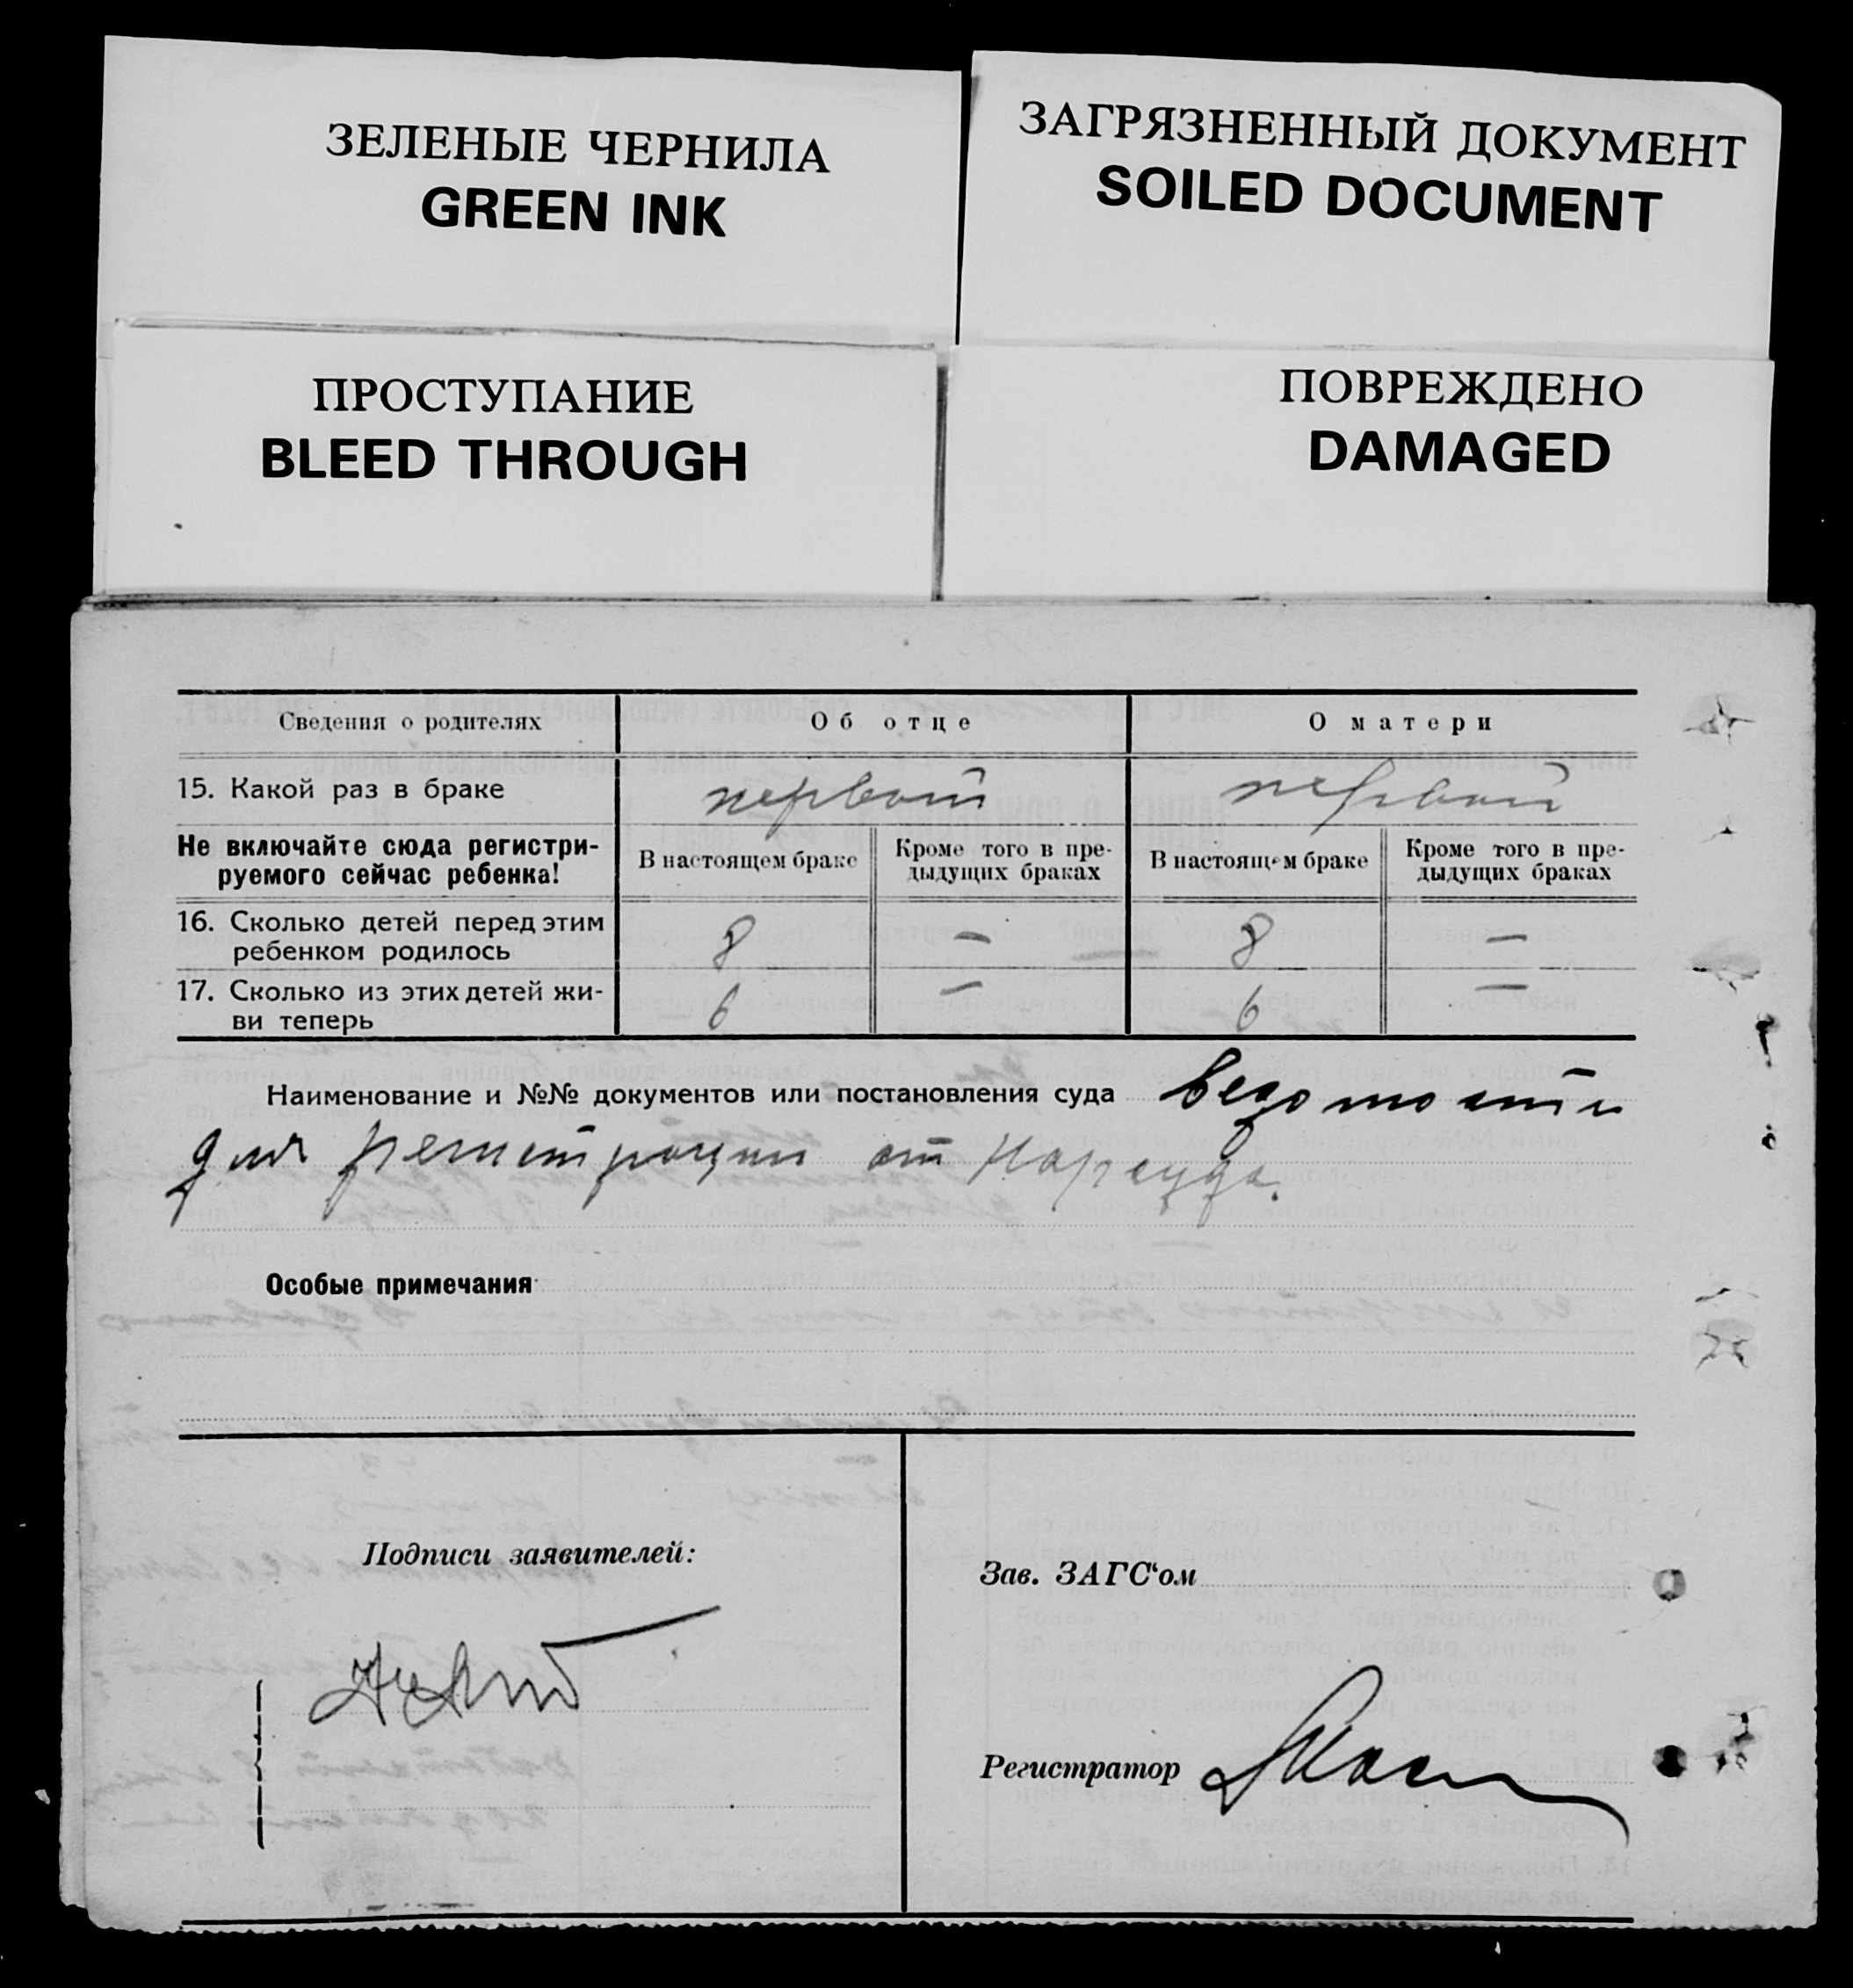 ЗЕЛЕНЫЕ ЧЕРНИЛА
GREEN INK
ЗАГРЯЗНЕННЫЙ ДОКУМЕНТ
SOILED DOCUMENT
ПРОСТУПАНИЕ
BLEED THROUGH
ПОВРЕЖДЕНО
DAMAGED
Сведения о родителях Об отце О матери
15. Какой раз в браке первый первый
Не включайте сюда регистри-
руемого сейчас ребенка!
В настоящем браке
Кроме того в пре-
дыдущих браках
В настоящем браке
Кроме того в пре-
дыдущих браках
16. Сколько детей перед этим
ребенком родилось 8 — 8 —
17. Сколько из этих детей жи-
ви теперь 6 — 6 —
Наименование и №№ документов или постановления суда Ведомости
для регистрации от Нарсуда.
Особые примечания
Подписи заявителей:
Зав. ЗАГС‘ом
Регистратор